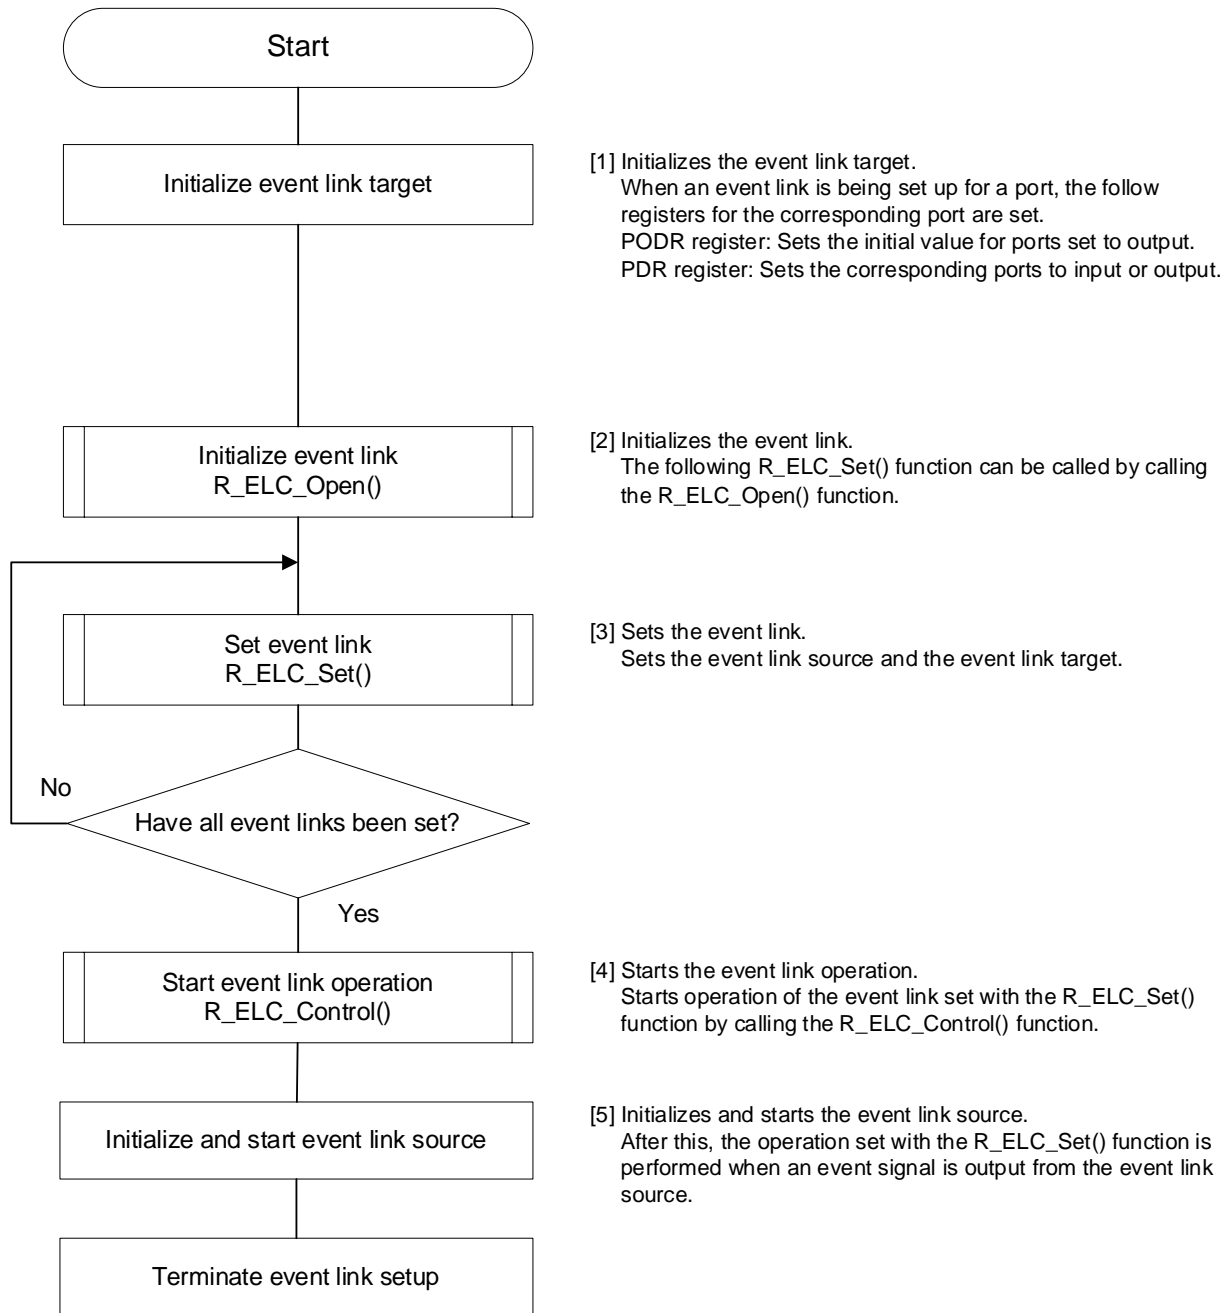 Start
Initialize event link target
[1] Initializes the event link target.
When an event link is being set up for a port, the follow
registers for the corresponding port are set.
PODR register: Sets the initial value for ports set to output.
PDR register: Sets the corresponding ports to input or output.
Initialize event link
R_ELC_Open()
[2] Initializes the event link.
The following R_ELC_Set() function can be called by calling
the R_ELC_Open() function.
Set event link
R_ELC_Set()
[3] Sets the event link.
Sets the event link source and the event link target.
No
Have all event links been set?
Yes
Start event link operation
R_ELC_Control()
[4] Starts the event link operation.
Starts operation of the event link set with the R_ELC_Set()
function by calling the R_ELC_Control() function.
Initialize and start event link source
[5] Initializes and starts the event link source.
After this, the operation set with the R_ELC_Set() function is
performed when an event signal is output from the event link
source.
Terminate event link setup